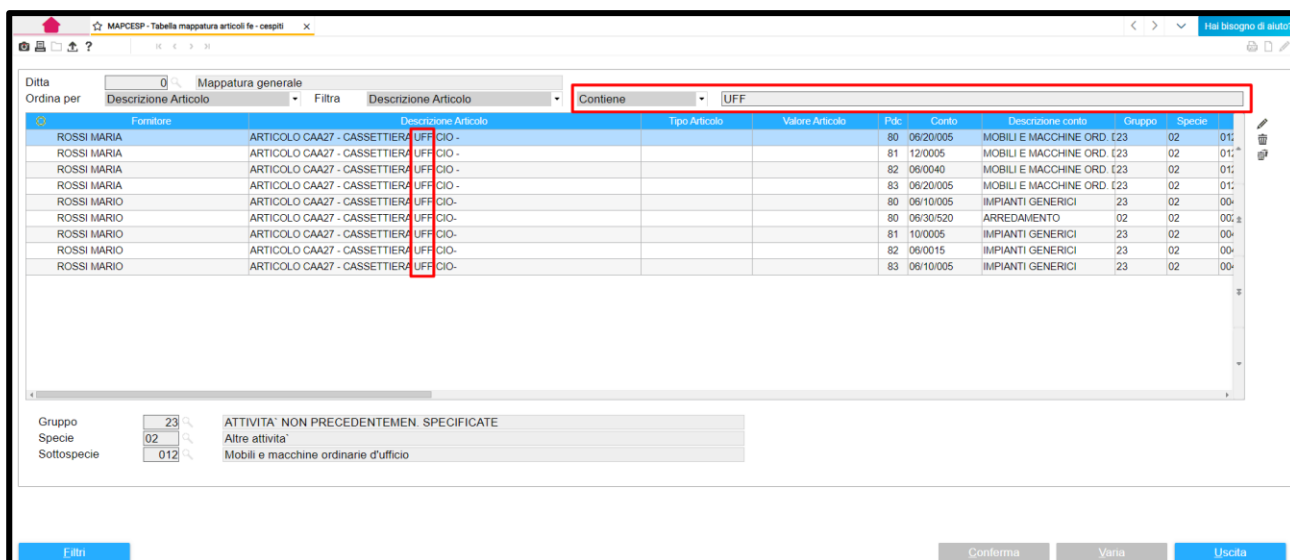 MAPCESP - Tabella mappatura articoli fe - cespiti X
Hai bisogno di aiuto?
Ditta 0 Mappatura generale
Ordina per Descrizione Articolo Filtra Descrizione Articolo Contiene UFF
Fornitore Descrizione Articolo Tipo Articolo Valore Articolo Pdc Conto Descrizione conto Gruppo Specie
ROSSI MARIA ARTICOLO CAA27 - CASSETTIERA UFFICIO - 80 06/20/005 MOBILI E MACCHINE ORD. 23 02 012
ROSSI MARIA ARTICOLO CAA27 - CASSETTIERA UFFICIO - 81 12/0005 MOBILI E MACCHINE ORD. 23 02 012
ROSSI MARIA ARTICOLO CAA27 - CASSETTIERA UFFICIO - 82 06/0040 MOBILI E MACCHINE ORD. 23 02 012
ROSSI MARIA ARTICOLO CAA27 - CASSETTIERA UFFICIO - 83 06/20/005 MOBILI E MACCHINE ORD. 23 02 012
ROSSI MARIO ARTICOLO CAA27 - CASSETTIERA UFFICIO- 80 06/10/005 IMPIANTI GENERICI 23 02 00
ROSSI MARIO ARTICOLO CAA27 - CASSETTIERA UFFICIO- 80 06/30/520 ARREDAMENTO 02 02 002
ROSSI MARIO ARTICOLO CAA27 - CASSETTIERA UFFICIO- 81 10/0005 IMPIANTI GENERICI 23 02 00
ROSSI MARIO ARTICOLO CAA27 - CASSETTIERA UFFICIO- 82 06/0015 IMPIANTI GENERICI 23 02 00
ROSSI MARIO ARTICOLO CAA27 - CASSETTIERA UFFICIO- 83 06/10/005 IMPIANTI GENERICI 23 02 00
Gruppo 23 ATTIVITA` NON PRECEDENTEMEN. SPECIFICATE
Specie 02 Altre attivita`
Sottospecie 012 Mobili e macchine ordinarie d'ufficio
Filtri Conferma Varia Uscita